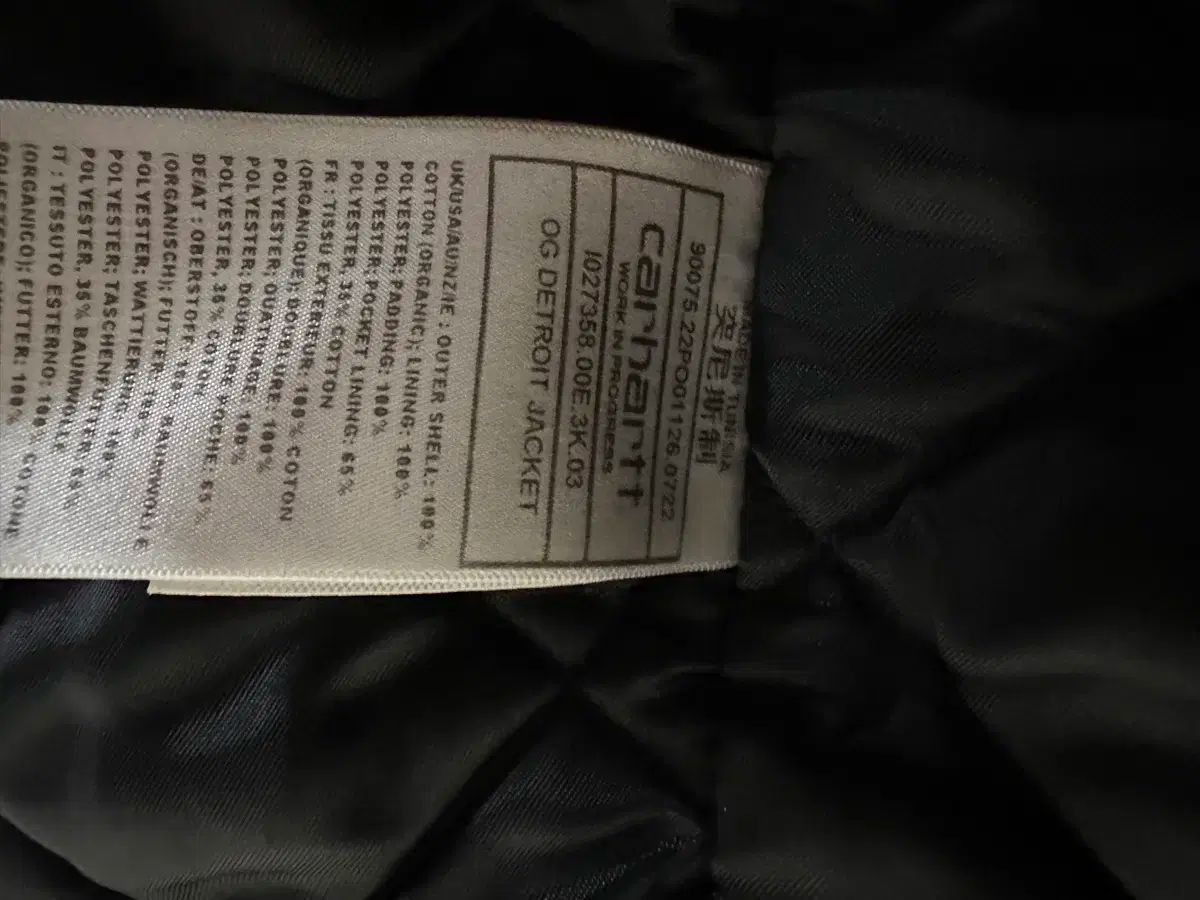 MADE IN TUNISIA
突尼斯制
90075.22PO01126.0722
carhartt
WORK IN PROGRESS
I027358.00E.3K.03
OG DETROIT JACKET
UK/USA/AU/NZ/IE : OUTER SHELL: 100%
COTTON (ORGANIC); LINING: 100%
POLYESTER; PADDING: 100%
POLYESTER; POCKET LINING: 65%
POLYESTER, 35% COTTON
FR : TISSU EXTERIEUR: 100% COTON
(ORGANIQUE); DOUBLURE: 100%
POLYESTER; OUATINAGE: 100%
POLYESTER; DOUBLURE POCHE: 65%
POLYESTER, 35% COTON
DE/AT : OBERSTOFF: 100% BAUMWOLLE
(ORGANISCH); FUTTER: 100%
POLYESTER; WATTIERUNG: 100%
POLYESTER; TASCHENFUTTER: 65%
POLYESTER, 35% BAUMWOLLE
IT : TESSUTO ESTERNO: 100% COTONE
(ORGANICO); FUTTER: 100%